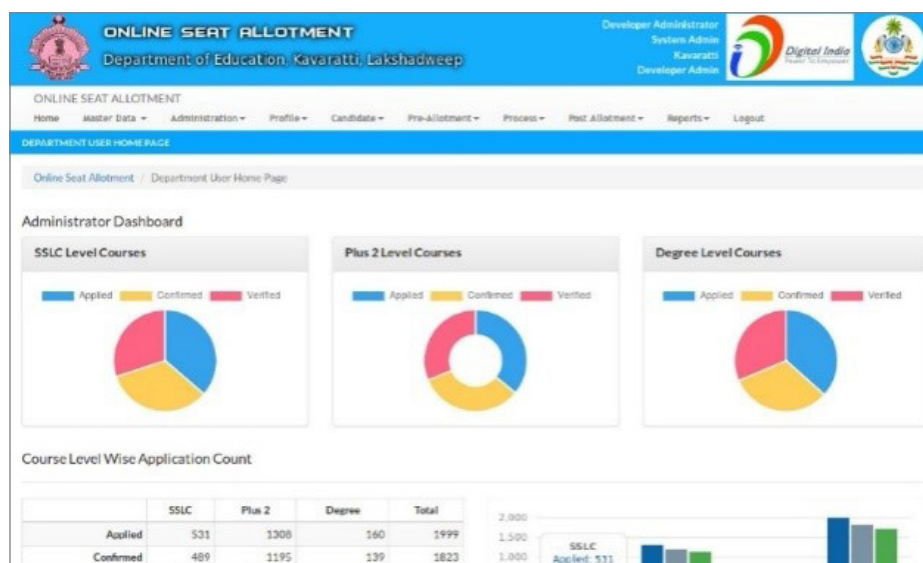 ONLINE SEAT ALLOTMENT
Department of Education, Kavaratti, Lakshadweep
Developer Administrator
System Admin
Kavaratti
Developer Admin
Digital India
Power To Empower
ONLINE SEAT ALLOTMENT
Home Master Data Administration Profile Candidate Pre-Allotment Process Post Allotment Reports Logout
DEPARTMENT USER HOME PAGE
Online Seat Allotment / Department User Home Page
Administrator Dashboard
SSLC Level Courses Plus 2 Level Courses Degree Level Courses
Applied Confirmed Verified Applied Confirmed Verified Applied Confirmed Verified
Course Level Wise Application Count
SSLC Plus 2 Degree Total
Applied 531 1308 160 1999
Confirmed 489 1195 139 1823
2,000
1,500
1,000
SSLC
Applied: 531